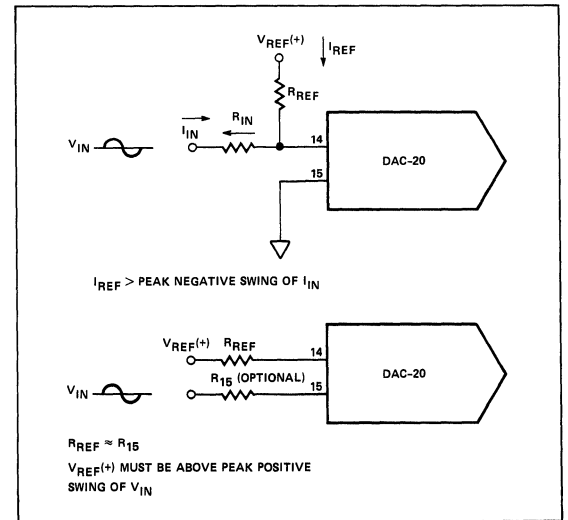 VREF(+)
IREF
RREF
RIN
IIN
VIN
14
15
DAC-20
IREF > PEAK NEGATIVE SWING OF IIN
VREF(+)
RREF
14
DAC-20
VIN
R15 (OPTIONAL)
15
RREF ≈ R15
VREF(+) MUST BE ABOVE PEAK POSITIVE
SWING OF VIN